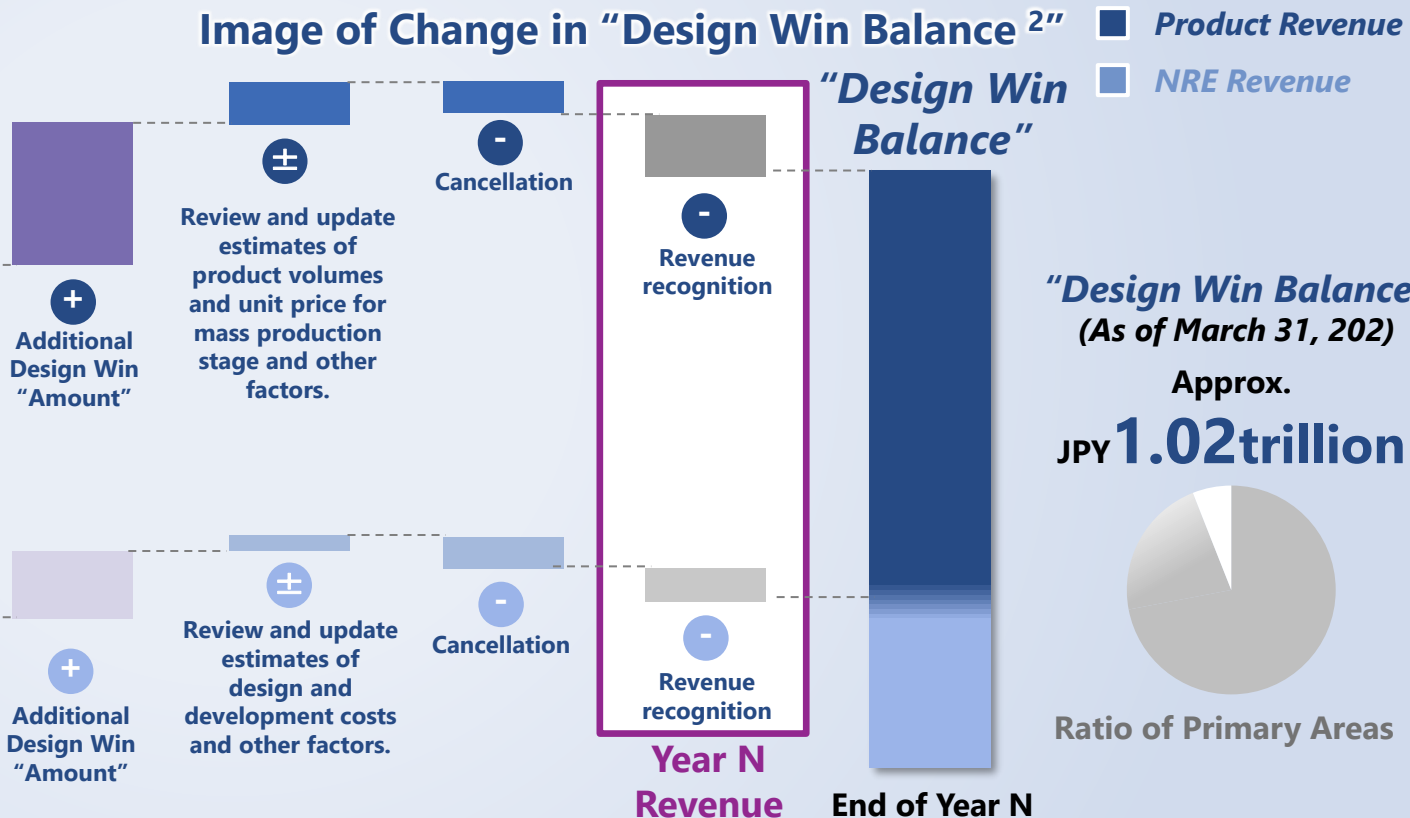 Image of Change in “Design Win Balance 2”
Product Revenue
NRE Revenue
“Design Win
Balance”
±
-
Cancellation
Review and update
estimates of
product volumes
and unit price for
mass production
stage and other
factors.
-
Revenue
recognition
+
Additional
Design Win
“Amount”
“Design Win Balance
(As of March 31, 202)
Approx.
JPY 1.02trillion
±
Review and update
estimates of
design and
development costs
and other factors.
-
Cancellation
-
Revenue
recognition
+
Additional
Design Win
“Amount”
Ratio of Primary Areas
Year N
Revenue
End of Year N